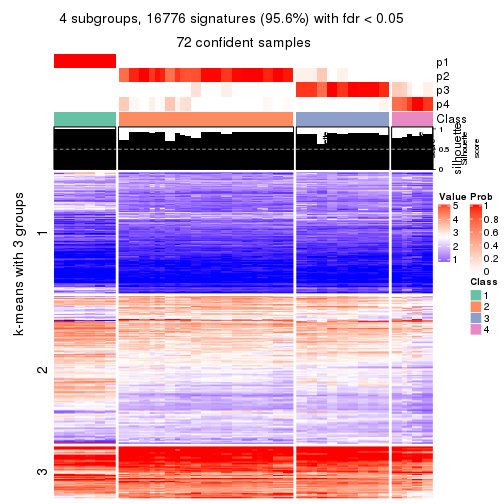 4 subgroups, 16776 signatures (95.6%) with fdr < 0.05
72 confident samples
p1
p2
p3
p4
Class
1
0.5
0
silhouette
Silhouette
score
k-means with 3 groups
1
2
3
Value
5
4
3
2
1
Prob
1
0.8
0.6
0.4
0.2
0
Class
1
2
3
4